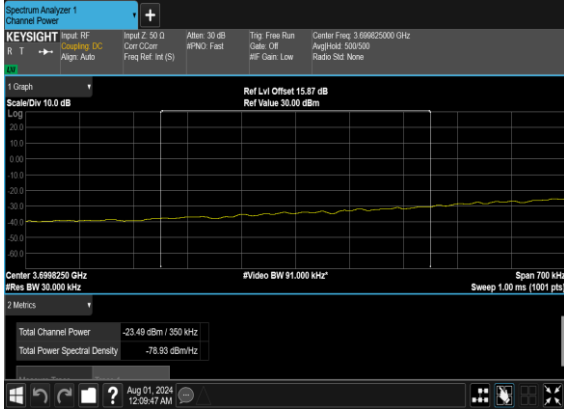 Spectrum Analyzer 1
Channel Power
+
KEYSIGHT
R T
Input: RF
Coupling: DC
Align: Auto
Input Z: 50 Ω
Corr CCorr
Freq Ref: Int (S)
Atten: 30 dB
#PNO: Fast
Trig: Free Run
Gate: Off
#IF Gain: Low
Center Freq: 3.699825000 GHz
Avg|Hold: 500/500
Radio Std: None
1 Graph
Scale/Div 10.0 dB
Ref Lvl Offset 15.87 dB
Ref Value 30.00 dBm
Log
20.0
10.0
0.00
-10.0
-20.0
-30.0
-40.0
-50.0
-60.0
Center 3.6998250 GHz
#Res BW 30.000 kHz
#Video BW 91.000 kHz*
Span 700 kHz
Sweep 1.00 ms (1001 pts)
2 Metrics
Total Channel Power -23.49 dBm / 350 kHz
Total Power Spectral Density -78.93 dBm/Hz
?
Aug 01, 2024
12:09:47 AM